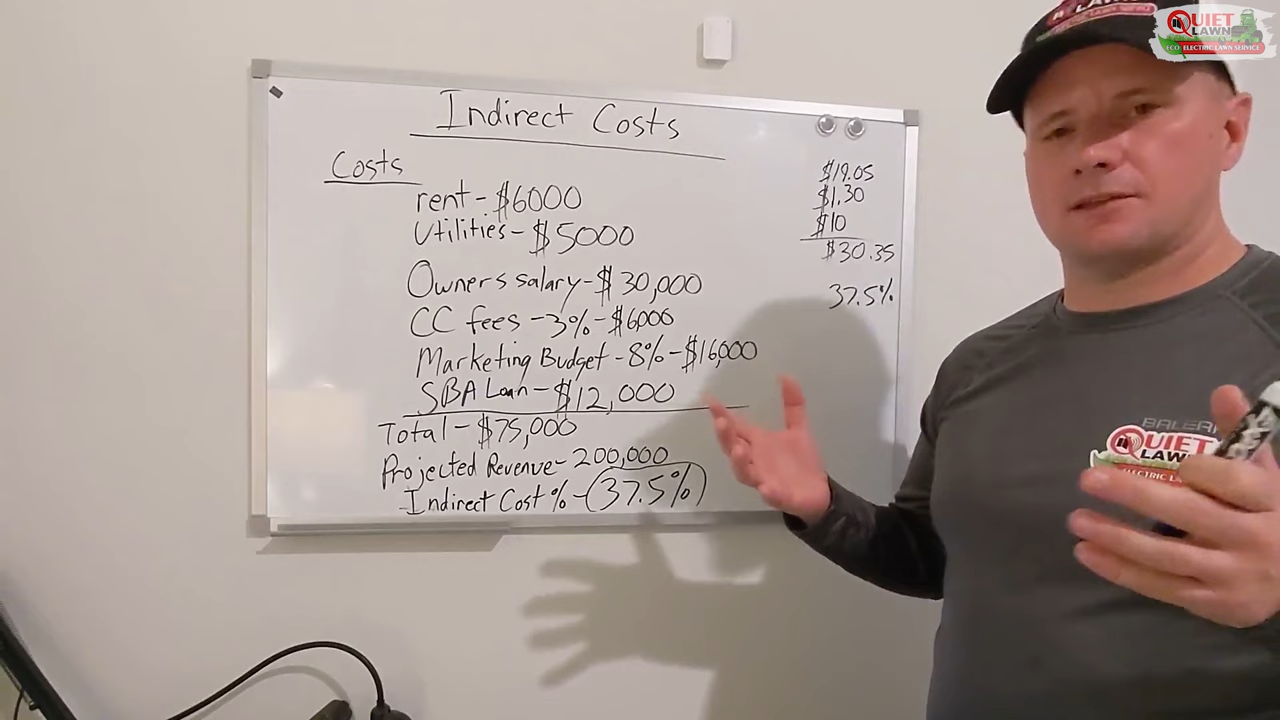 Indirect Costs
Costs
rent - $6000
Utilities - $5000
Owners salary - $30,000
CC fees - 3% - $6000
Marketing Budget - 8% - $16,000
SBA Loan - $12,000
Total - $75,000
Projected Revenue - 200,000
Indirect Cost % - 37.5%
$19.05
$1.30
$10
$30.35
37.5%
QUIET
LAWN
ECO ELECTRIC LAWN SERVICE
QUIET
LAWN